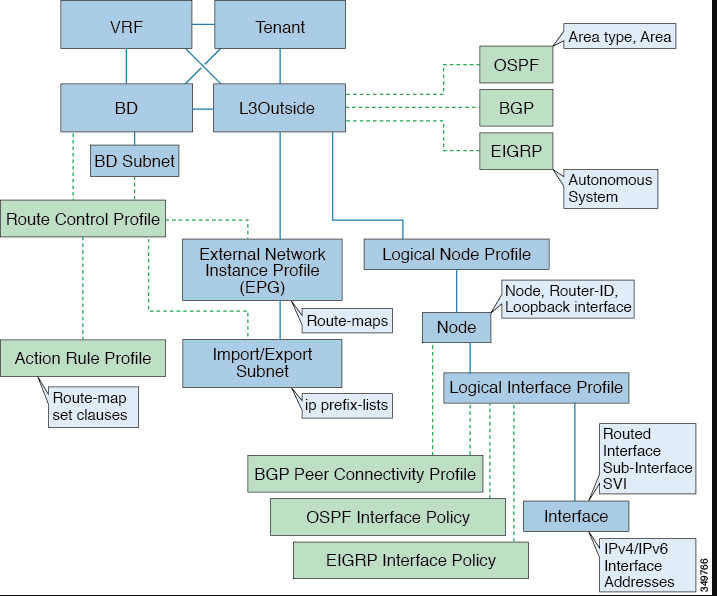 VRF
Tenant
Area type, Area
OSPF
BD
L3Outside
BGP
BD Subnet
EIGRP
Autonomous
System
Route Control Profile
External Network
Instance Profile
(EPG)
Logical Node Profile
Node, Router-ID,
Loopback interface
Route-maps
Node
Action Rule Profile
Import/Export
Subnet
Route-map
set clauses
ip prefix-lists
Logical Interface Profile
Routed
Interface
Sub-Interface
SVI
BGP Peer Connectivity Profile
OSPF Interface Policy
Interface
EIGRP Interface Policy
IPv4/IPv6
Interface
Addresses
349766